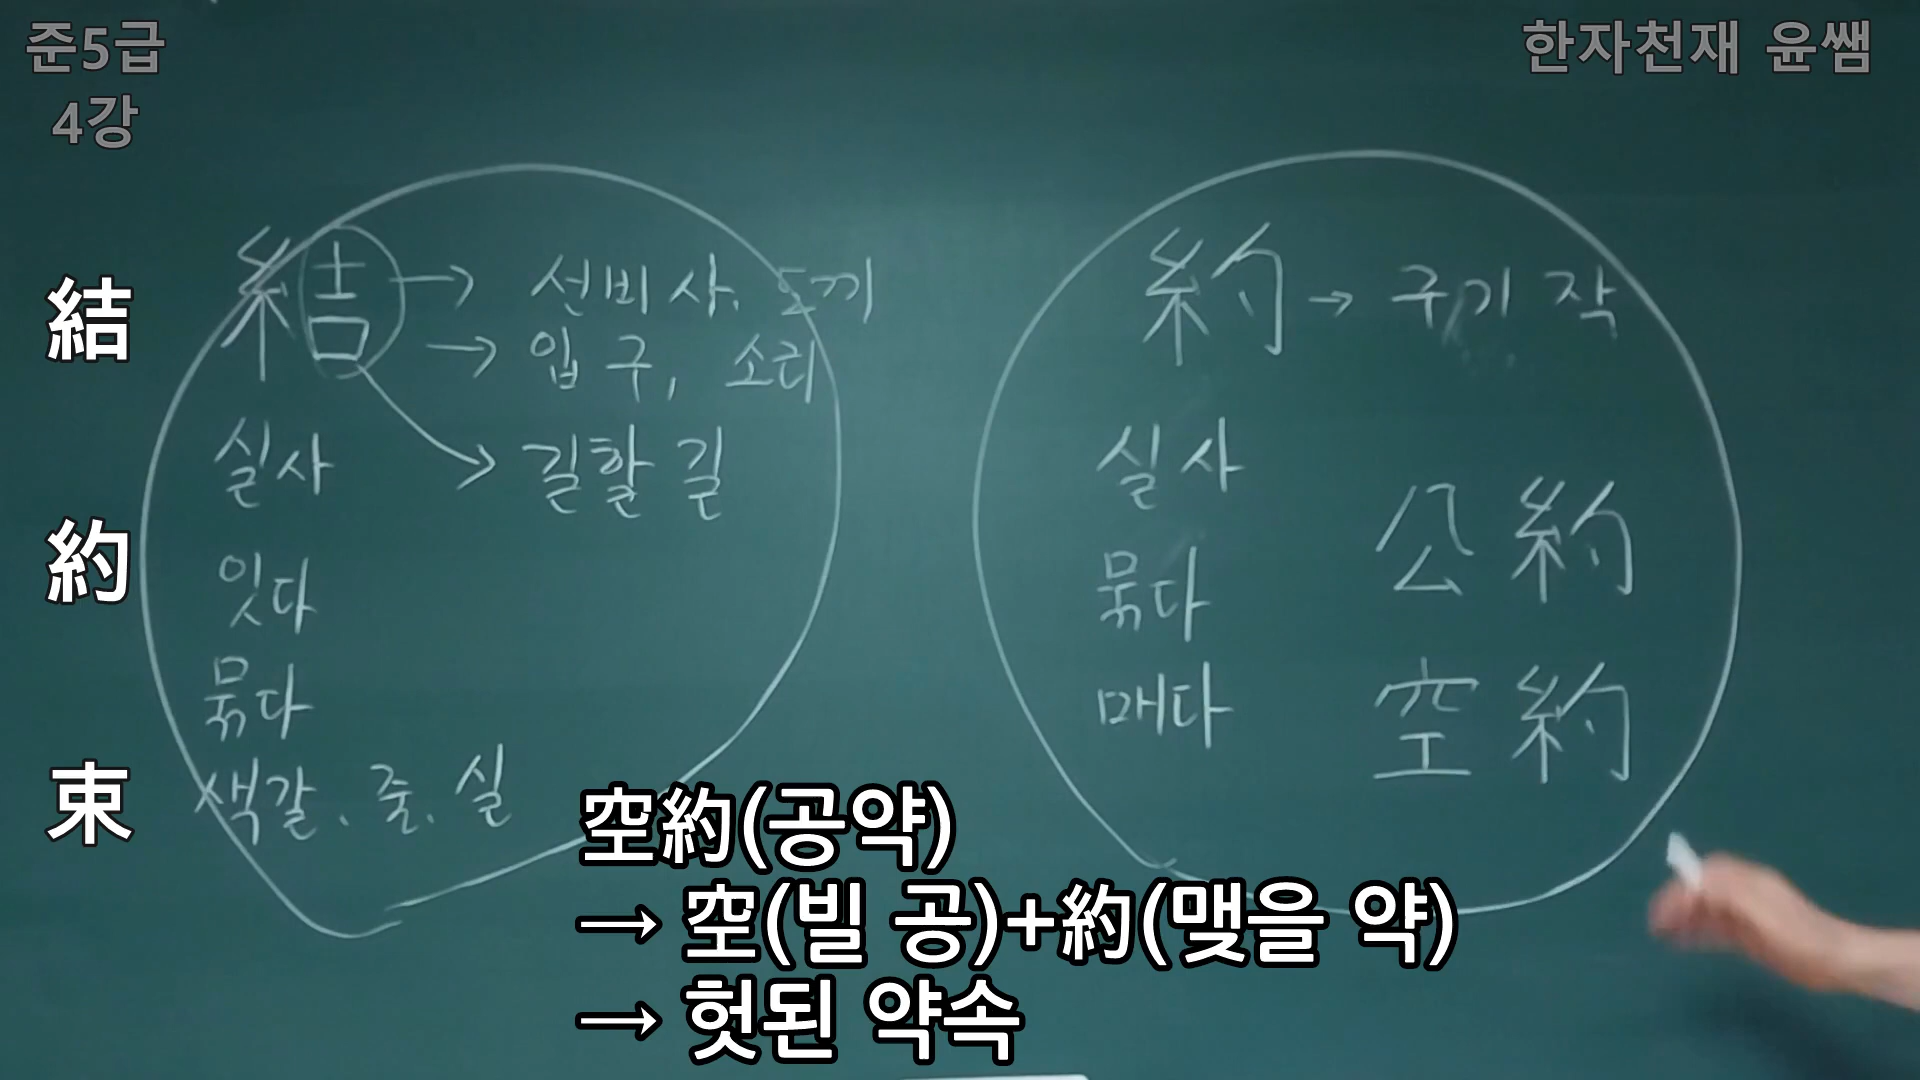 준5급
4강
한자천재 윤쌤
結
約
束
結 → 선비 사, 도끼
→ 입 구, 소리
→ 길할 길
실사
잇다
묶다
색깔, 줄, 실
約 → 구기 작
실사
묶다
매다
公約
空約
空約(공약)
→ 空(빌 공)+約(맺을 약)
→ 헛된 약속